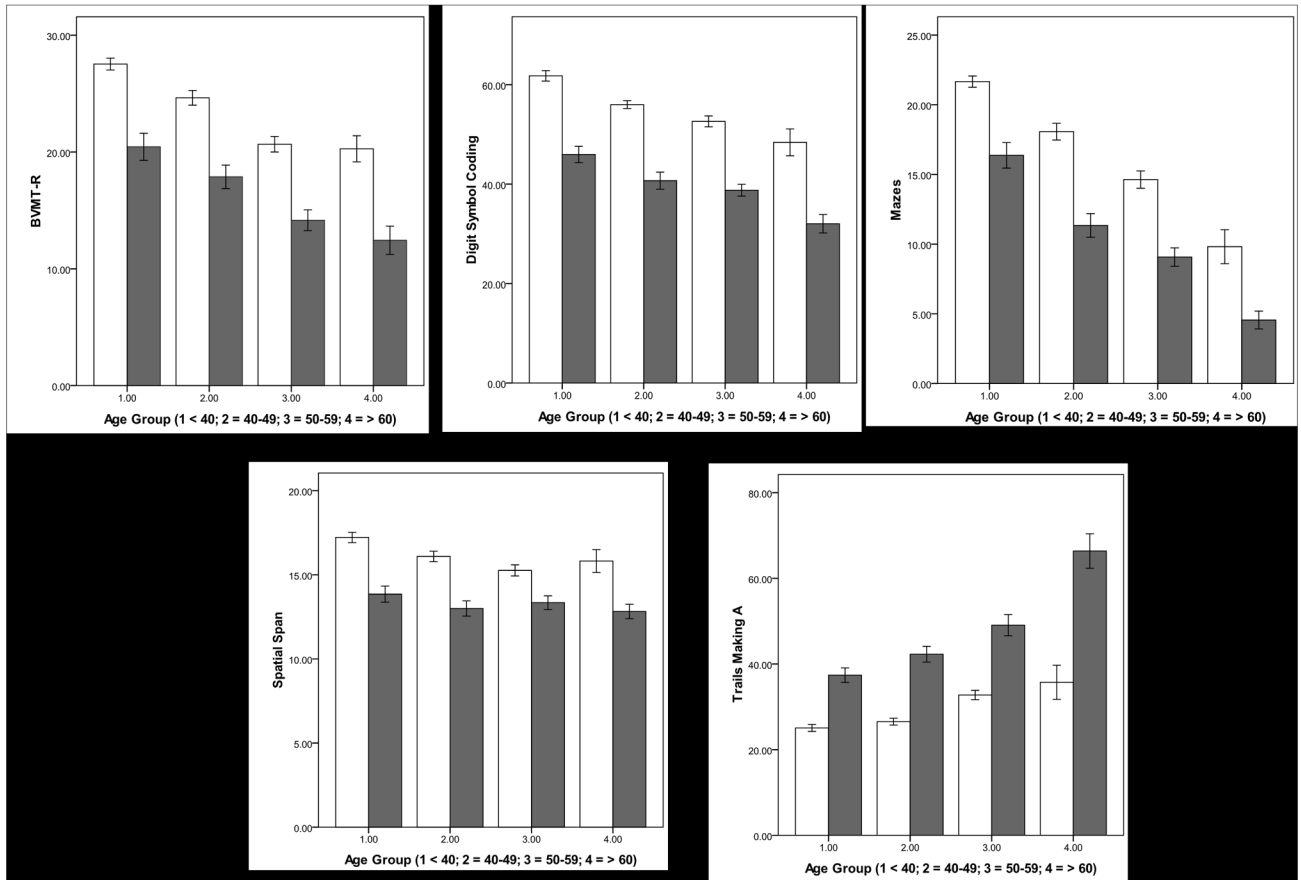 BVMT-R
30.00
20.00
10.00
0.00
1.00 2.00 3.00 4.00
Age Group (1 < 40; 2 = 40-49; 3 = 50-59; 4 = > 60)
Digit Symbol Coding
60.00
40.00
20.00
0.00
1.00 2.00 3.00 4.00
Age Group (1 < 40; 2 = 40-49; 3 = 50-59; 4 = > 60)
Mazes
25.00
20.00
15.00
10.00
5.00
0.00
1.00 2.00 3.00 4.00
Age Group (1 < 40; 2 = 40-49; 3 = 50-59; 4 = > 60)
Spatial Span
20.00
15.00
10.00
5.00
0.00
1.00 2.00 3.00 4.00
Age Group (1 < 40; 2 = 40-49; 3 = 50-59; 4 = > 60)
Trails Making A
80.00
60.00
40.00
20.00
0.00
1.00 2.00 3.00 4.00
Age Group (1 < 40; 2 = 40-49; 3 = 50-59; 4 = > 60)